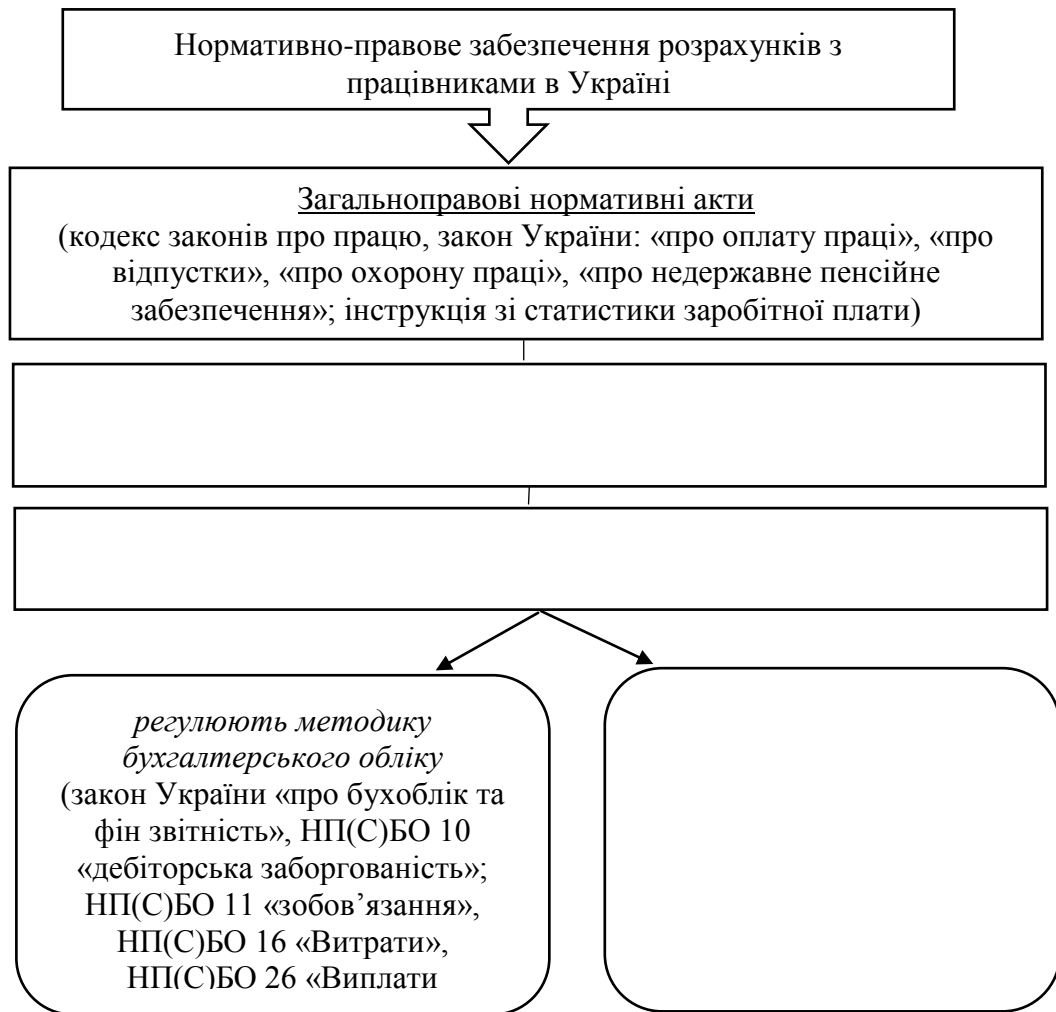 Нормативно-правове забезпечення розрахунків з
працівниками в Україні
Загальноправові нормативні акти
(кодекс законів про працю, закон України: «про оплату праці», «про
відпустки», «про охорону праці», «про недержавне пенсійне
забезпечення»; інструкція зі статистики заробітної плати)
регулюють методику
бухгалтерського обліку
(закон України «про бухоблік та
фін звітність», НП(С)БО 10
«дебіторська заборгованість»;
НП(С)БО 11 «зобов’язання»,
НП(С)БО 16 «Витрати»,
НП(С)БО 26 «Виплати